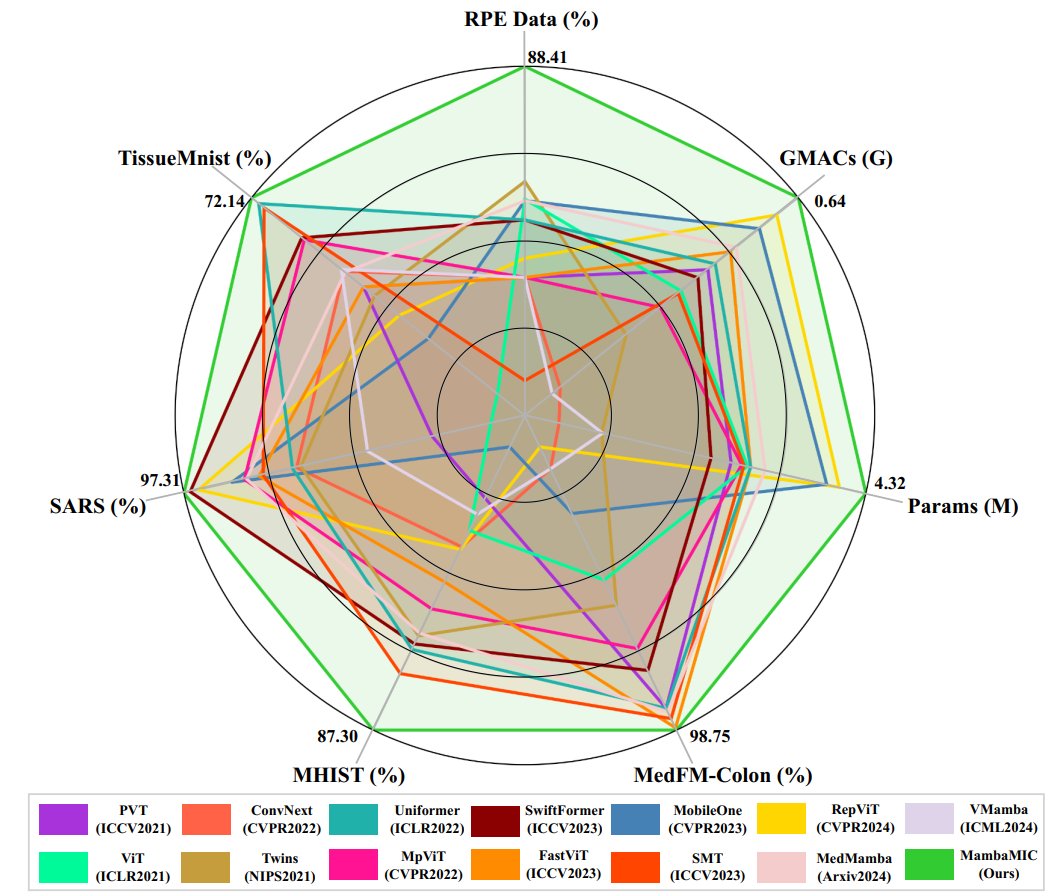 RPE Data (%)
88.41
TissueMnist (%)
GMACs (G)
72.14
0.64
97.31
4.32
SARS (%)
Params (M)
87.30
98.75
MHIST (%)
MedFM-Colon (%)
PVT
(ICCV2021)
ConvNext
(CVPR2022)
Uniformer
(ICLR2022)
SwiftFormer
(ICCV2023)
MobileOne
(CVPR2023)
RepViT
(CVPR2024)
VMamba
(ICML2024)
ViT
(ICLR2021)
Twins
(NIPS2021)
MpViT
(CVPR2022)
FastViT
(ICCV2023)
SMT
(ICCV2023)
MedMamba
(Arxiv2024)
MambaMIC
(Ours)